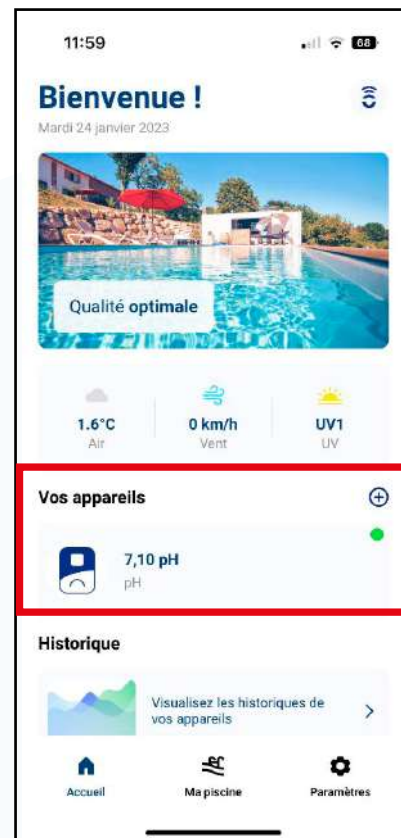 11:59
68
Bienvenue !
Mardi 24 janvier 2023
Qualité optimale
1.6°C
0 km/h
UV1
Air
Vent
UV
Vos appareils
7,10 pH
pH
Historique
Visualisez les historiques de
vos appareils
Accueil
Ma piscine
Paramètres